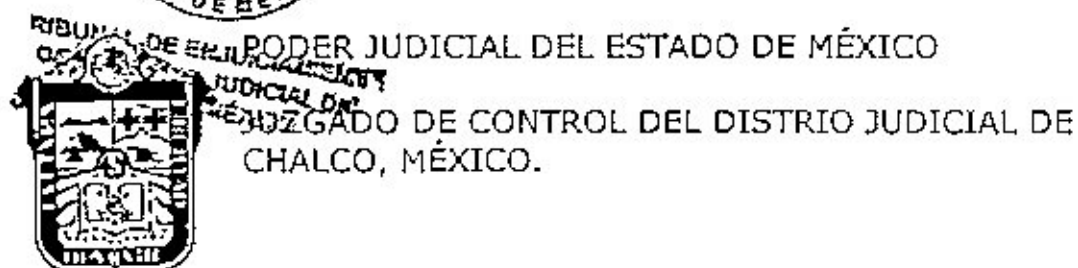 PODER JUDICIAL DEL ESTADO DE MÉXICO
JUZGADO DE CONTROL DEL DISTRIO JUDICIAL DE
CHALCO, MÉXICO.